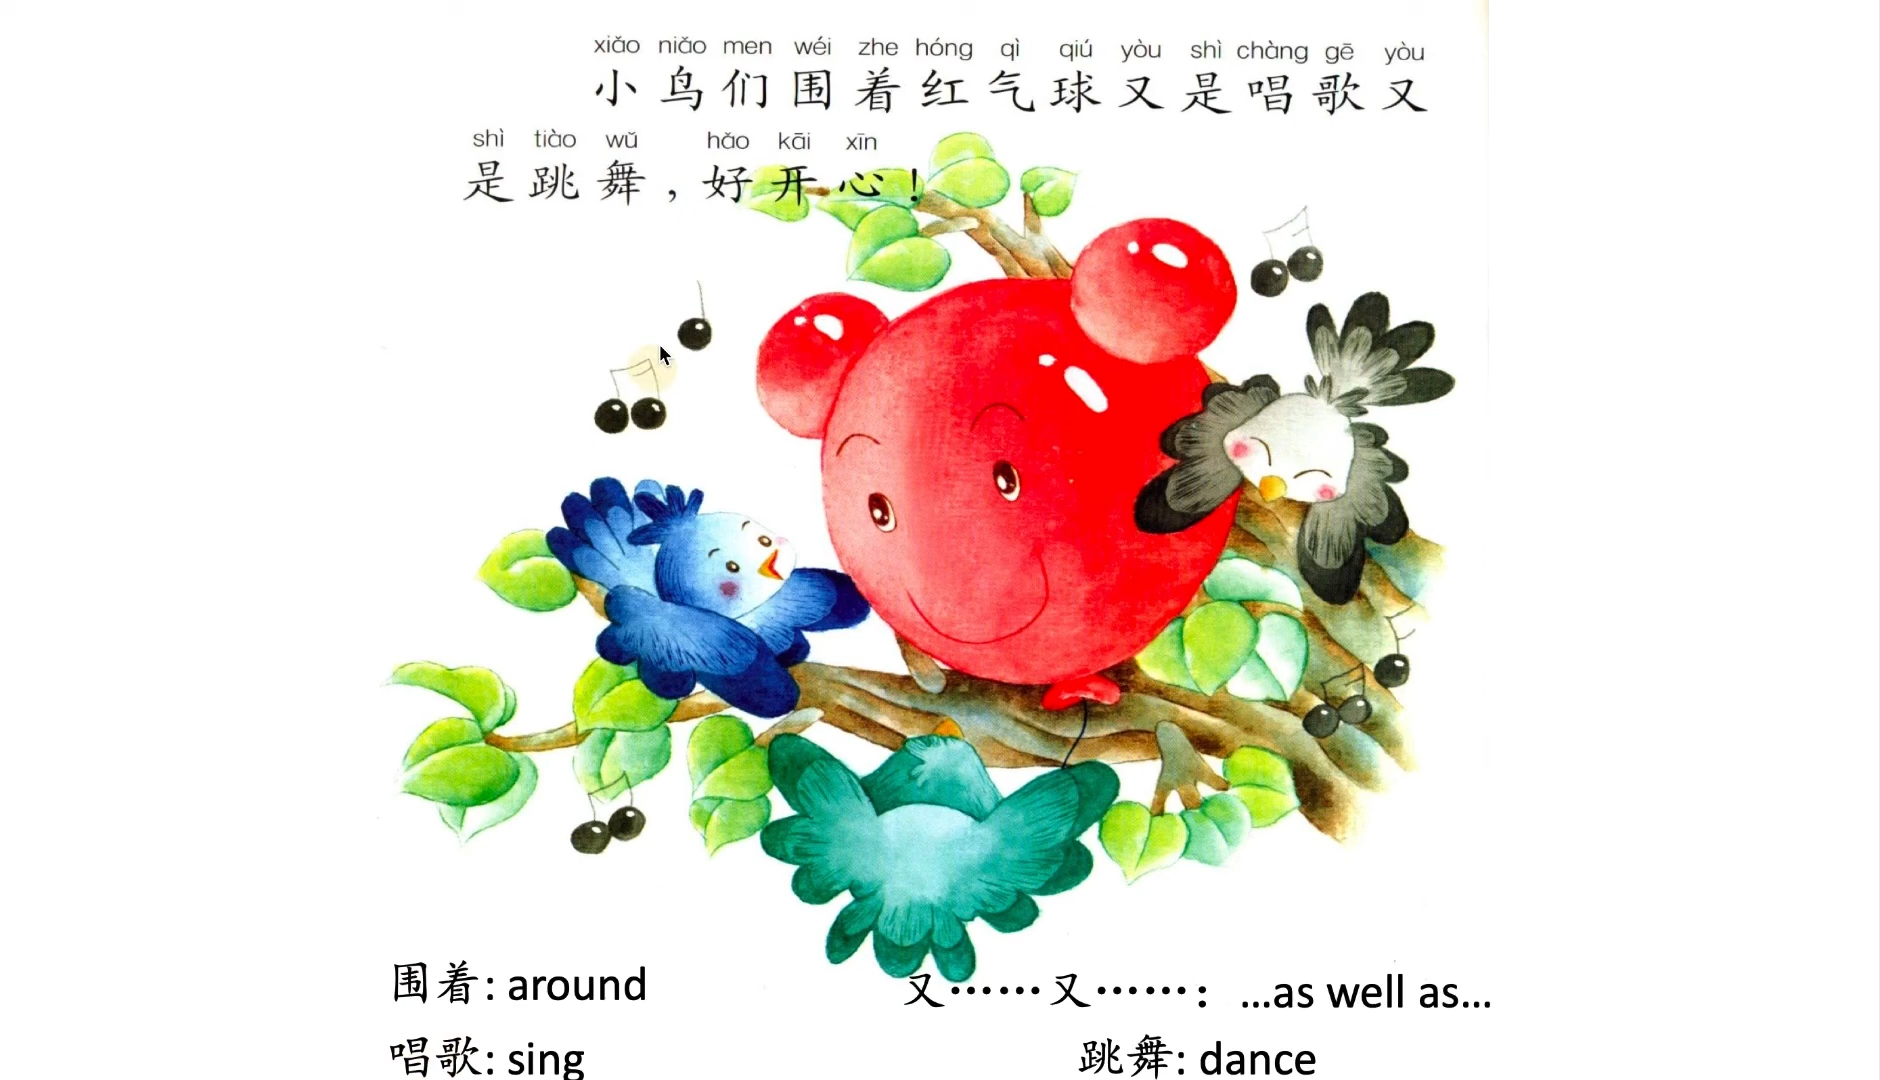 xiǎo niǎo men wéi zhe hóng qì qiú yòu shì chàng gē yòu
小鸟们围着红气球又是唱歌又
shì tiào wǔ hǎo kāi xīn
是跳舞，好开心！
围着: around
又……又……：…as well as…
唱歌: sing
跳舞: dance